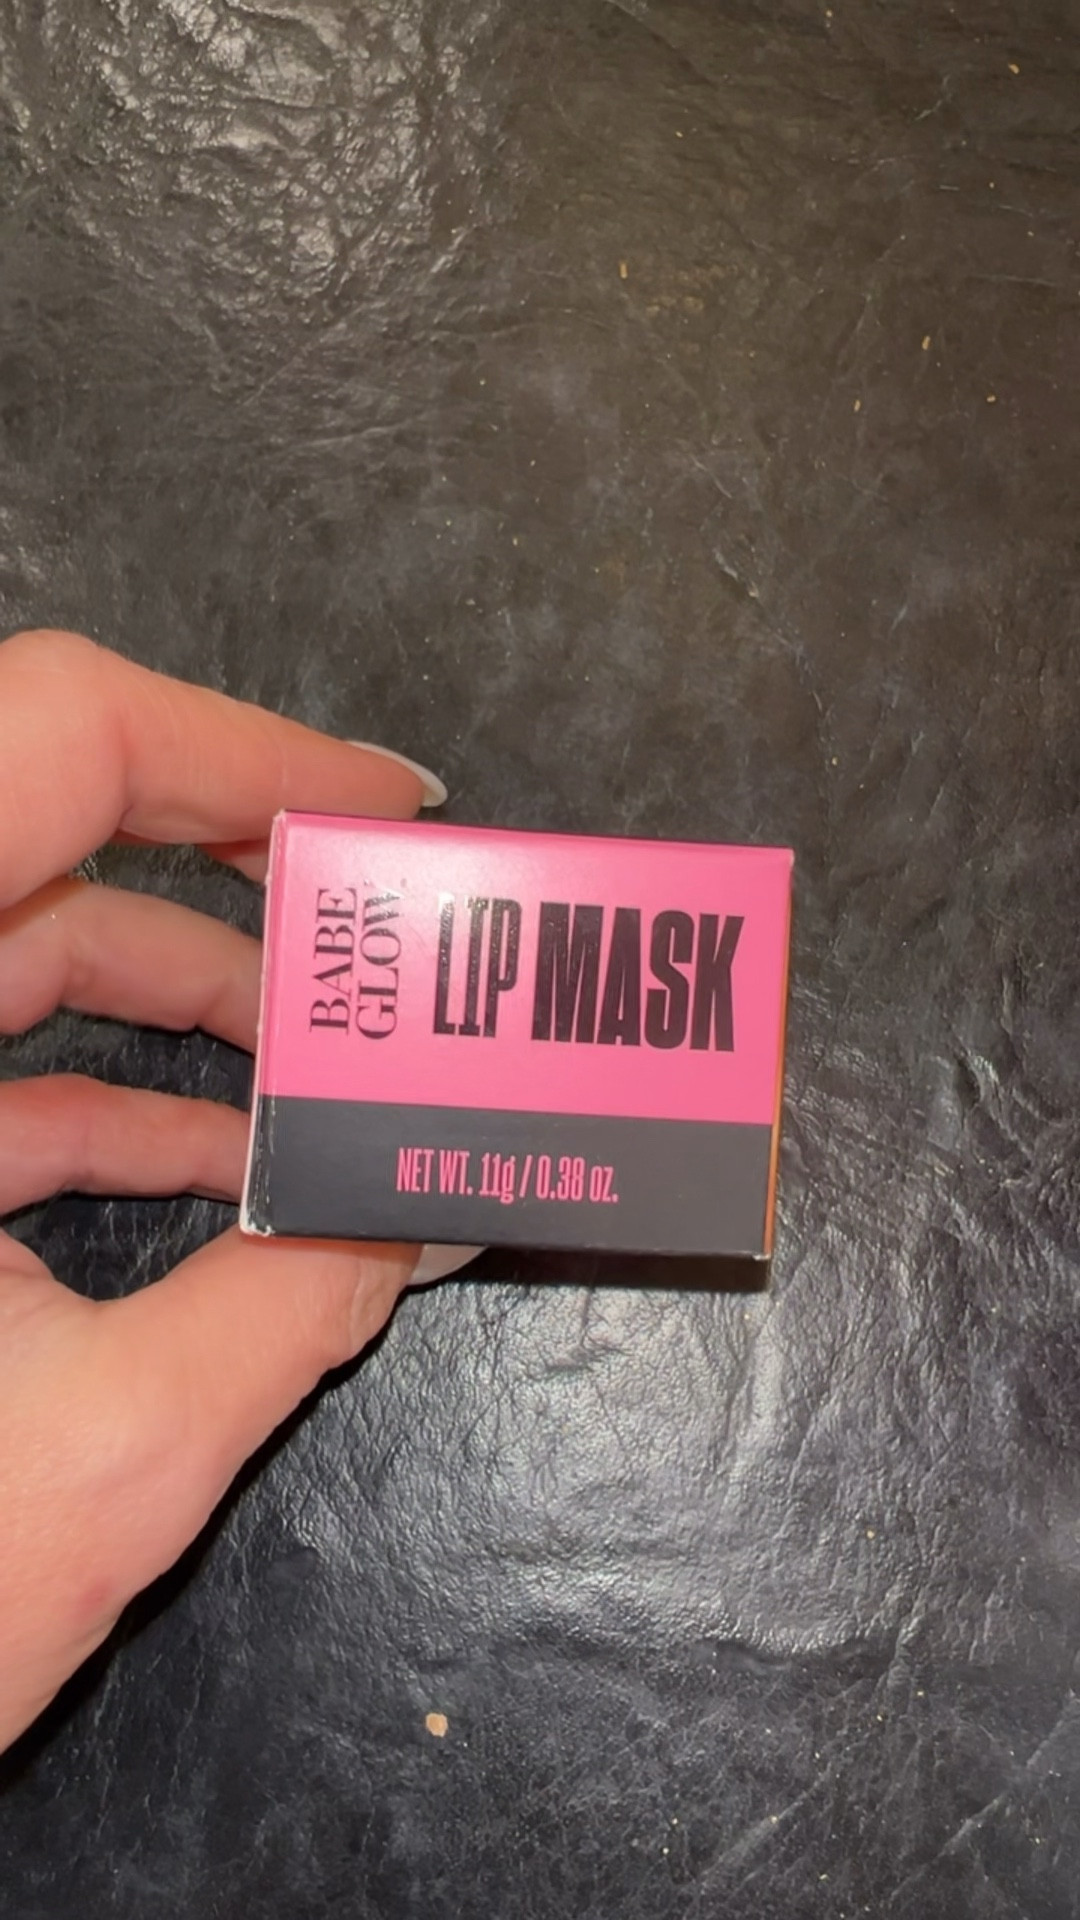 BABE
GLOW
LIP MASK
NET WT. 11g / 0.38 oz.